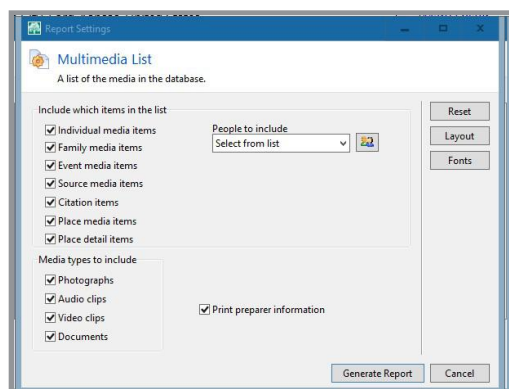 Report Settings
Multimedia List
A list of the media in the database.
Include which items in the list
Individual media items
Family media items
Event media items
Source media items
Citation items
Place media items
Place detail items
People to include
Select from list
Reset
Layout
Fonts
Media types to include
Photographs
Audio clips
Video clips
Documents
Print preparer information
Generate Report
Cancel